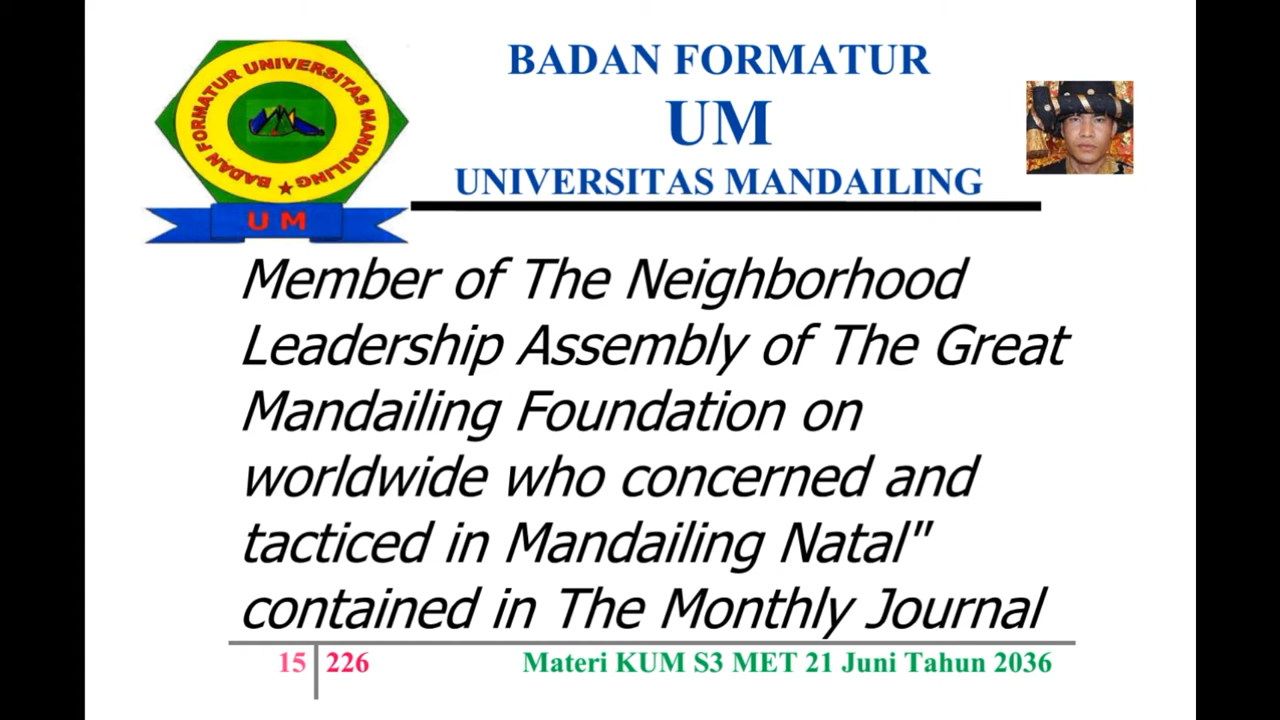 BADAN FORMATUR UNIVERSITAS MANDAILING
U M
BADAN FORMATUR
UM
UNIVERSITAS MANDAILING
Member of The Neighborhood
Leadership Assembly of The Great
Mandailing Foundation on
worldwide who concerned and
tacticed in Mandailing Natal"
contained in The Monthly Journal
15 226 Materi KUM S3 MET 21 Juni Tahun 2036